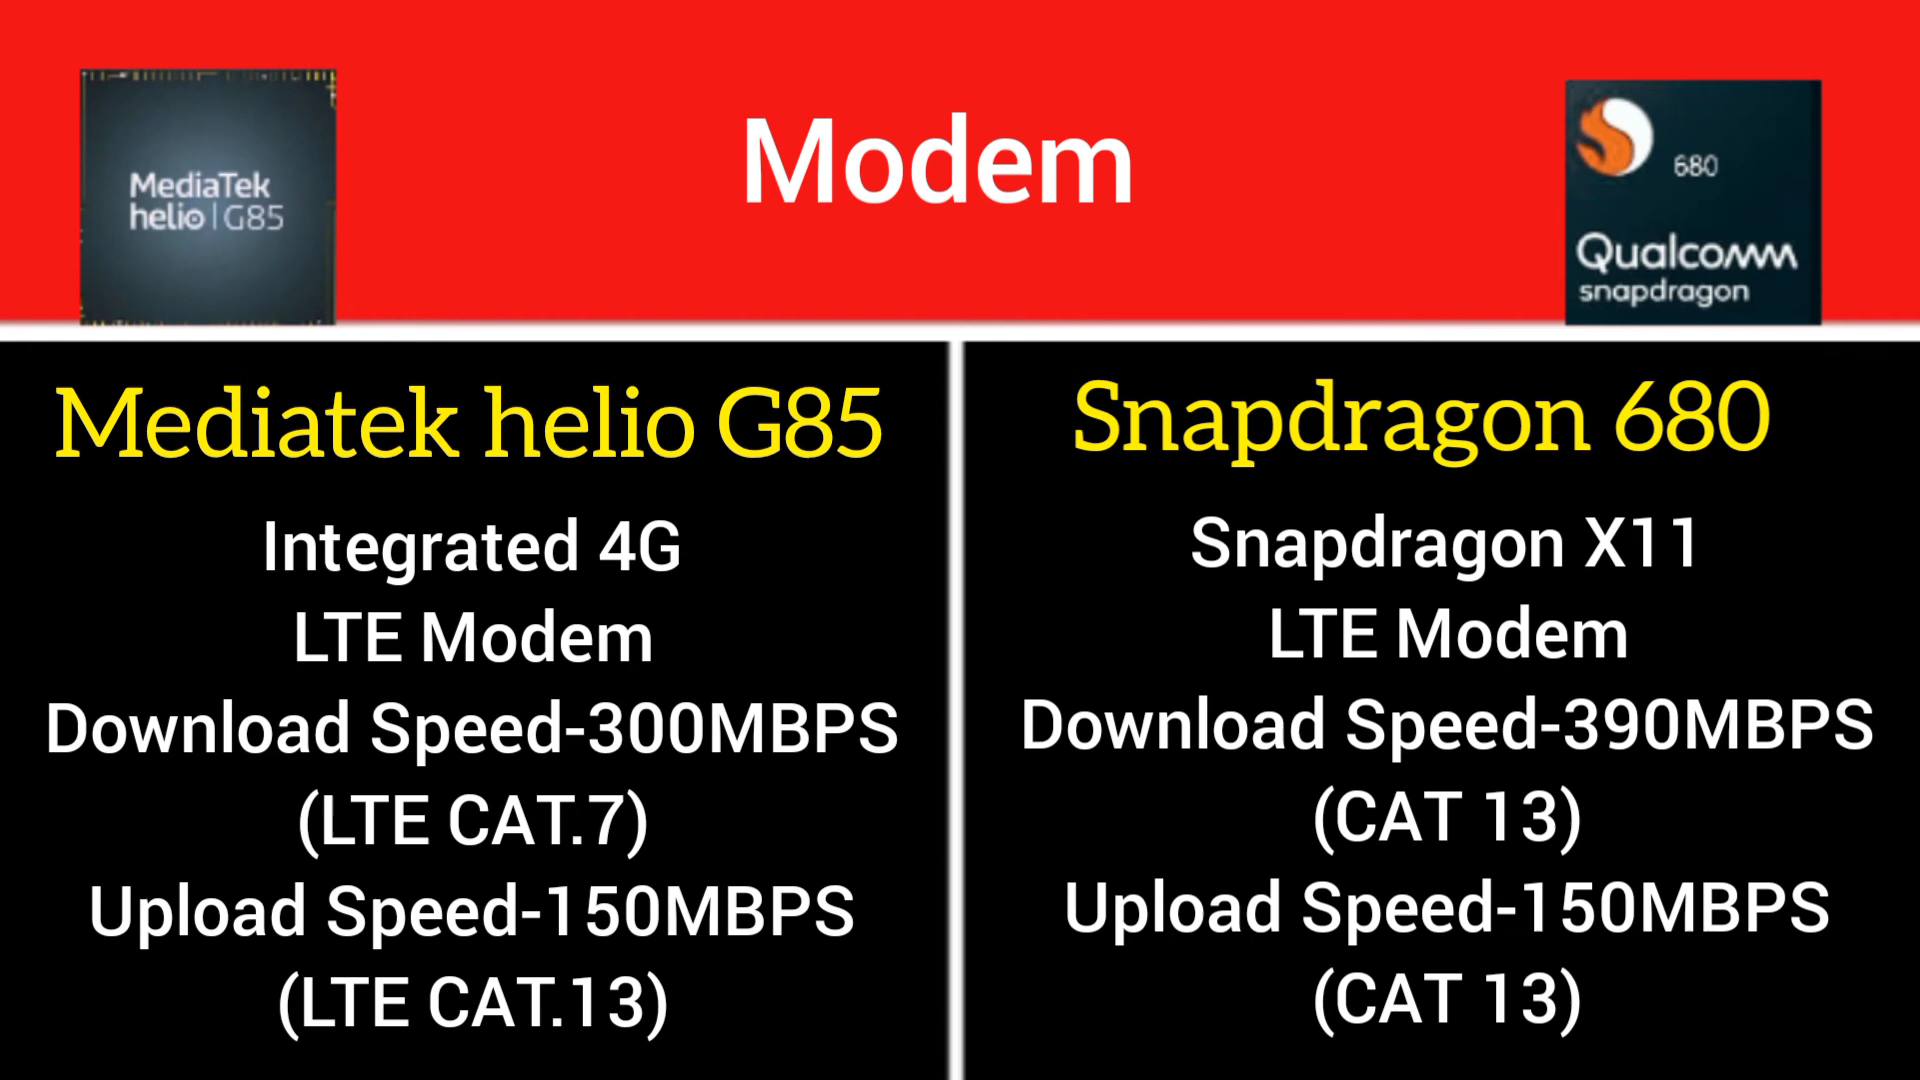 Modem
MediaTek
helio G85
680
Qualcomm
snapdragon
Mediatek helio G85
Integrated 4G
LTE Modem
Download Speed-300MBPS
(LTE CAT.7)
Upload Speed-150MBPS
(LTE CAT.13)
Snapdragon 680
Snapdragon X11
LTE Modem
Download Speed-390MBPS
(CAT 13)
Upload Speed-150MBPS
(CAT 13)